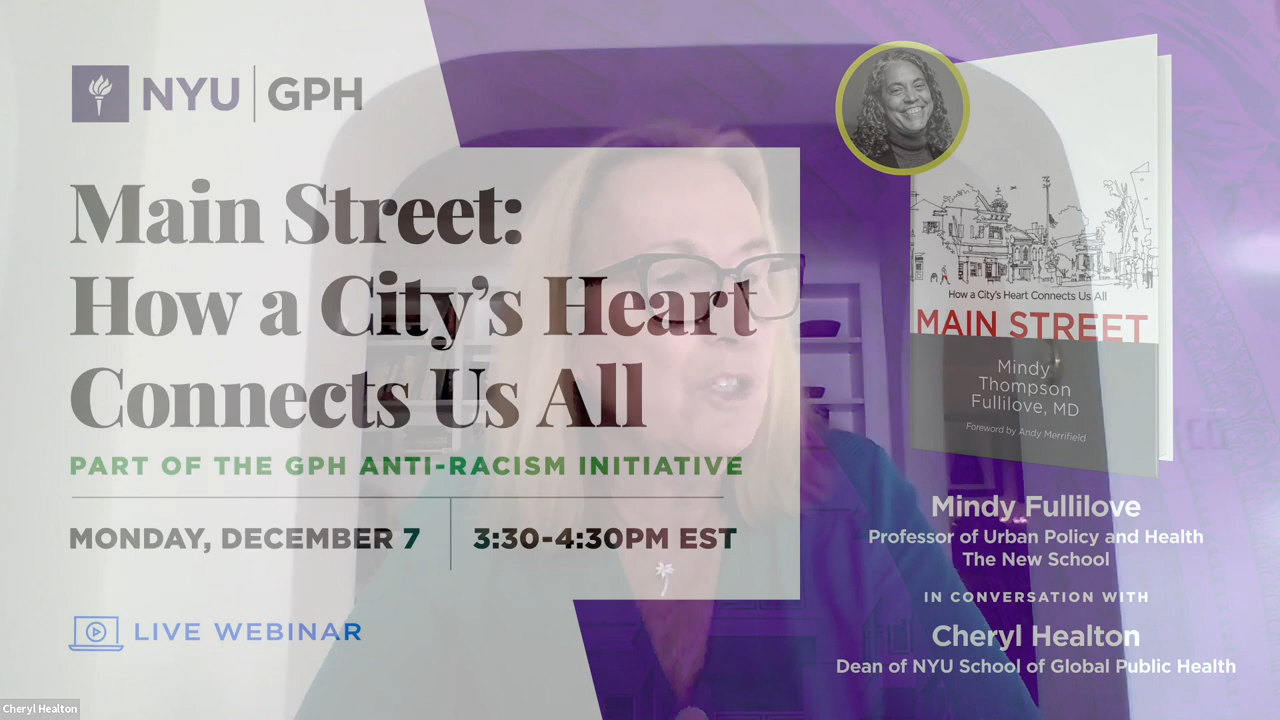 NYU | GPH
Main Street:
How a City's Heart
Connects Us All
PART OF THE GPH ANTI-RACISM INITIATIVE
MONDAY, DECEMBER 7
3:30-4:30PM EST
LIVE WEBINAR
How a City's Heart Connects Us All
MAIN STREET
Mindy
Thompson
Fullilove, MD
Foreword by Andy Merrifield
Mindy Fullilove
Professor of Urban Policy and Health
The New School
IN CONVERSATION WITH
Cheryl Healton
Dean of NYU School of Global Public Health
Cheryl Healton